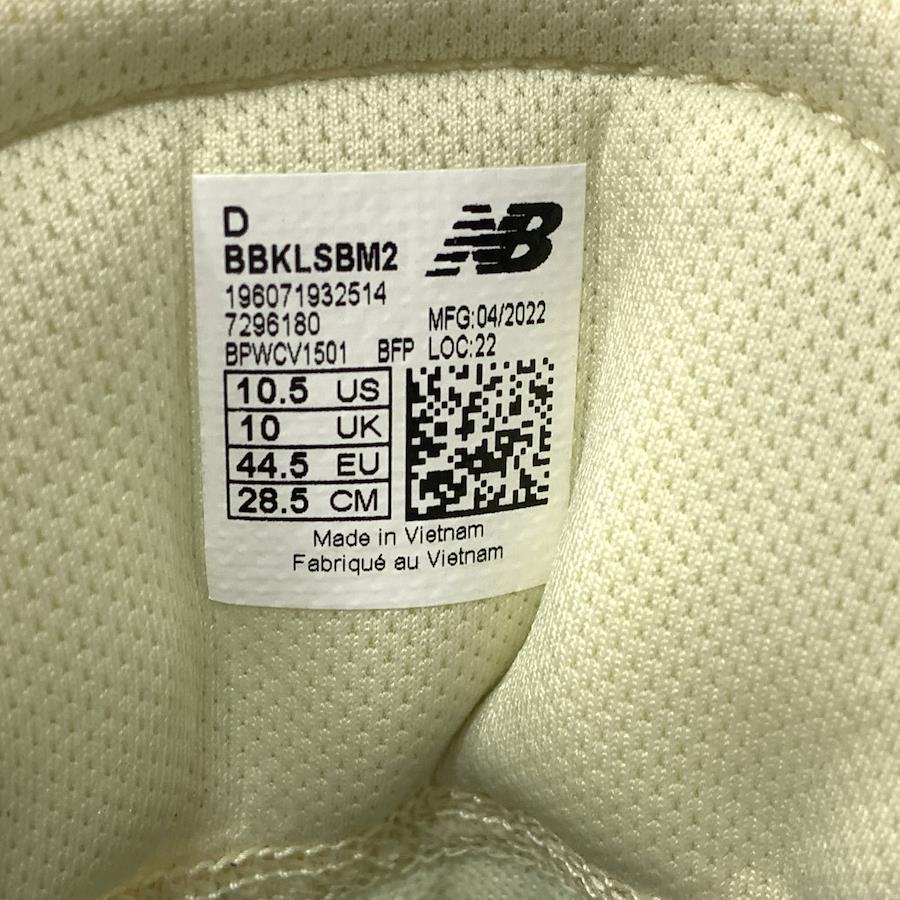 D
NB
BBKLSBM2
196071932514
7296180 MFG:04/2022
BPWCV1501 BFP LOC:22
10.5 US
10 UK
44.5 EU
28.5 CM
Made in Vietnam
Fabriqué au Vietnam